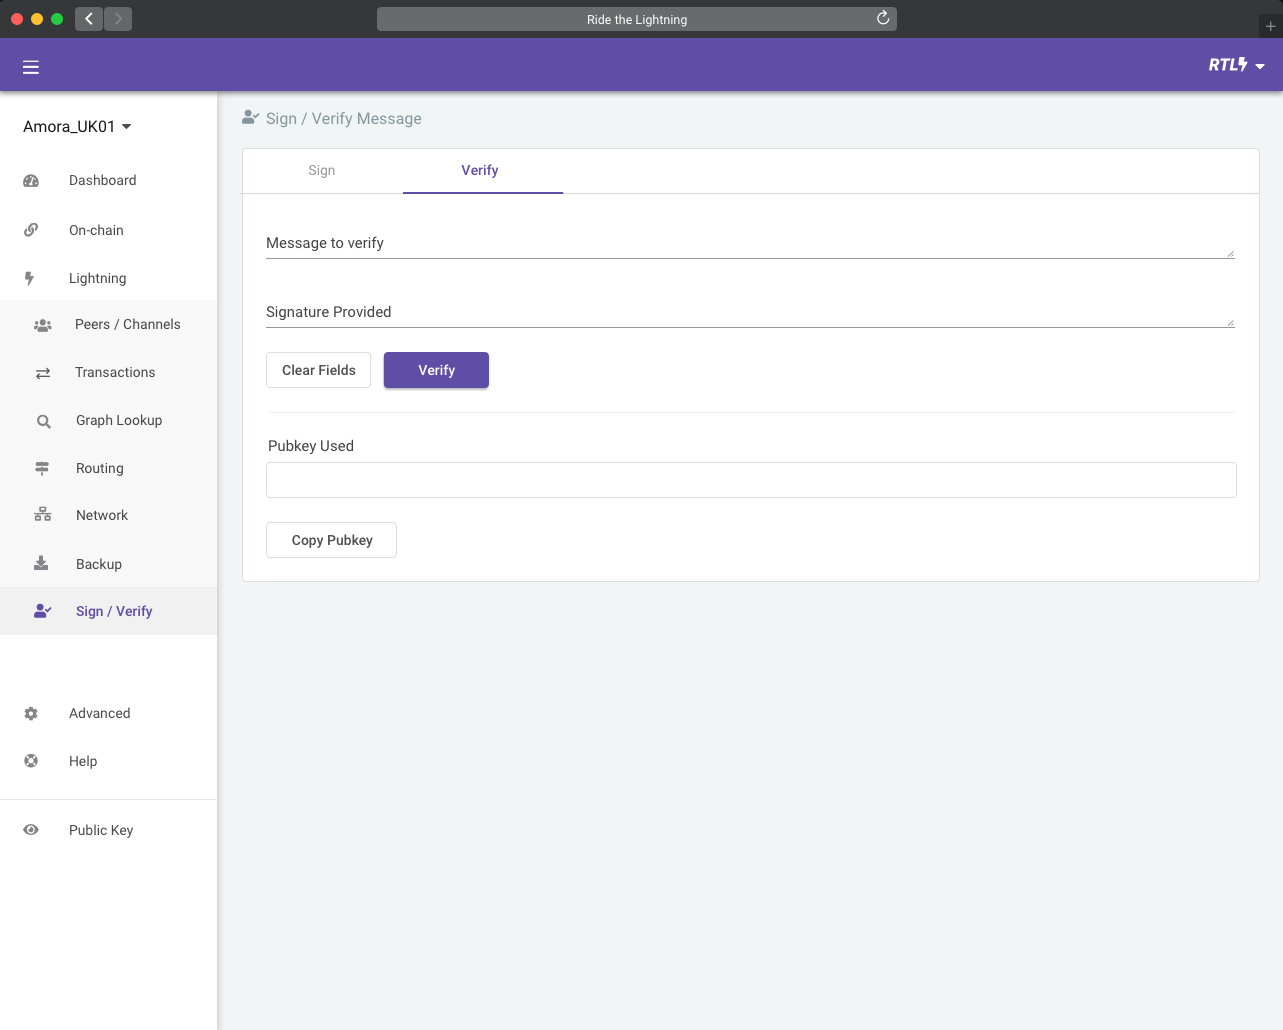 Ride the Lightning
RTL
Amora_UK01
Dashboard
On-chain
Lightning
Peers / Channels
Transactions
Graph Lookup
Routing
Network
Backup
Sign / Verify
Advanced
Help
Public Key
Sign / Verify Message
Sign Verify
Message to verify
Signature Provided
Clear Fields Verify
Pubkey Used
Copy Pubkey